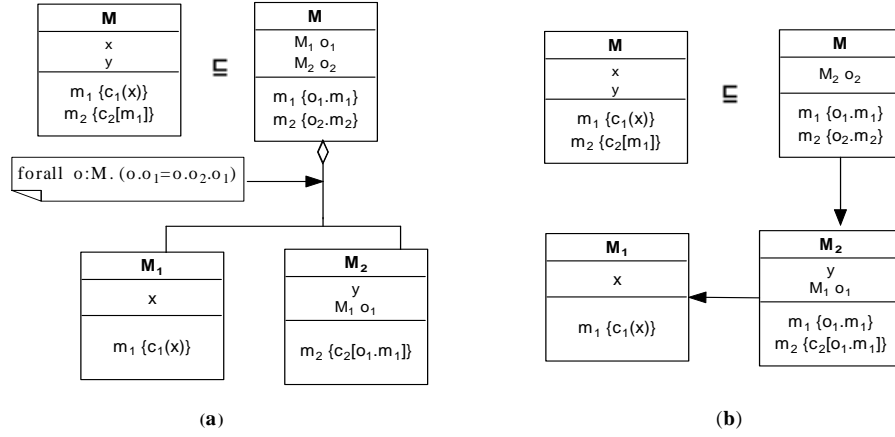 M
x
y
m₁ {c₁(x)}
m₂ {c₂[m₁]}
⊑
M
M₁ o₁
M₂ o₂
m₁ {o₁.m₁}
m₂ {o₂.m₂}
forall o:M. (o.o₁=o.o₂.o₁)
M₁
x
m₁ {c₁(x)}
M₂
y
M₁ o₁
m₂ {c₂[o₁.m₁]}
(a)
M
x
y
m₁ {c₁(x)}
m₂ {c₂[m₁]}
⊑
M
M₂ o₂
m₁ {o₁.m₁}
m₂ {o₂.m₂}
M₁
x
m₁ {c₁(x)}
M₂
y
M₁ o₁
m₁ {o₁.m₁}
m₂ {c₂[o₁.m₁]}
(b)